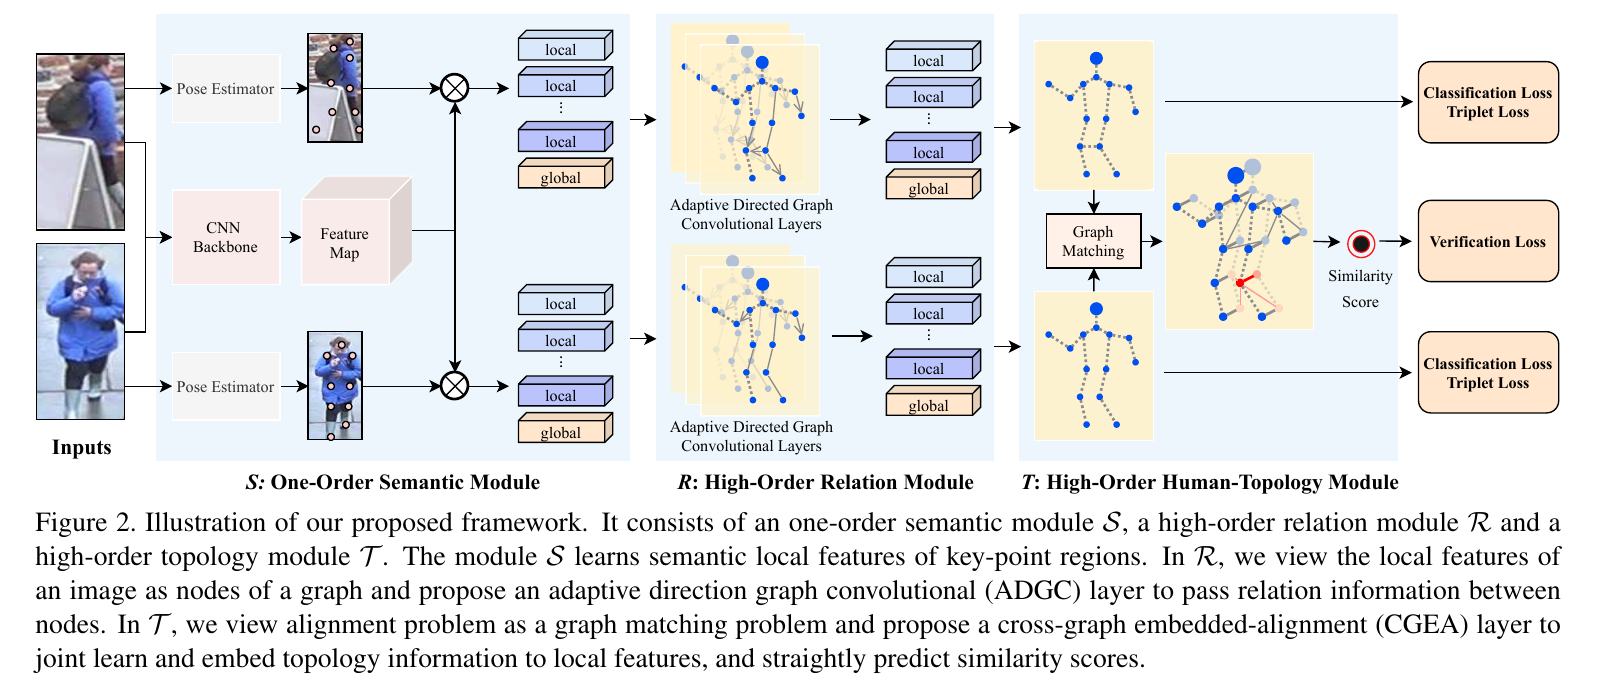 Inputs
Pose Estimator
CNN
Backbone
Feature
Map
Pose Estimator
local
local
⋮
local
global
local
local
⋮
local
global
S: One-Order Semantic Module
Adaptive Directed Graph
Convolutional Layers
Adaptive Directed Graph
Convolutional Layers
local
local
⋮
local
global
local
local
⋮
local
global
R: High-Order Relation Module
Graph
Matching
Similarity
Score
T: High-Order Human-Topology Module
Classification Loss
Triplet Loss
Verification Loss
Classification Loss
Triplet Loss
Figure 2. Illustration of our proposed framework. It consists of an one-order semantic module 𝒮, a high-order relation module ℛ and a
high-order topology module 𝒯. The module 𝒮 learns semantic local features of key-point regions. In ℛ, we view the local features of
an image as nodes of a graph and propose an adaptive direction graph convolutional (ADGC) layer to pass relation information between
nodes. In 𝒯, we view alignment problem as a graph matching problem and propose a cross-graph embedded-alignment (CGEA) layer to
joint learn and embed topology information to local features, and straightly predict similarity scores.